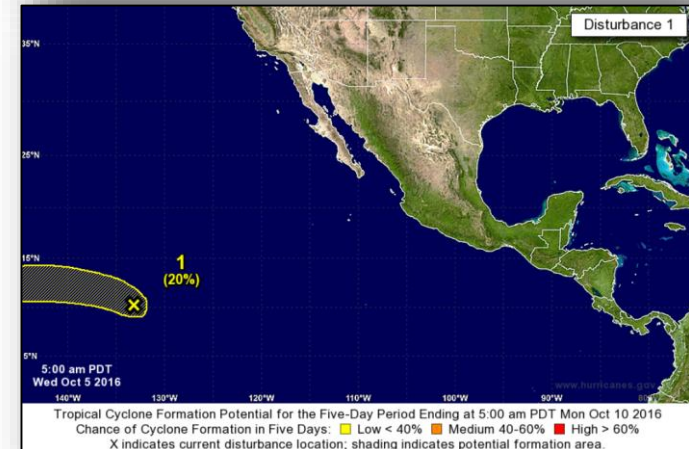 Disturbance 1
35°N
25°N
15°N
5°N
1
(20%)
5:00 am PDT
Wed Oct 5 2016
www.hurricanes.gov
140°W
130°W
120°W
110°W
100°W
90°W
80°W
Tropical Cyclone Formation Potential for the Five-Day Period Ending at 5:00 am PDT Mon Oct 10 2016
Chance of Cyclone Formation in Five Days: Low < 40% Medium 40-60% High > 60%
X indicates current disturbance location; shading indicates potential formation area.